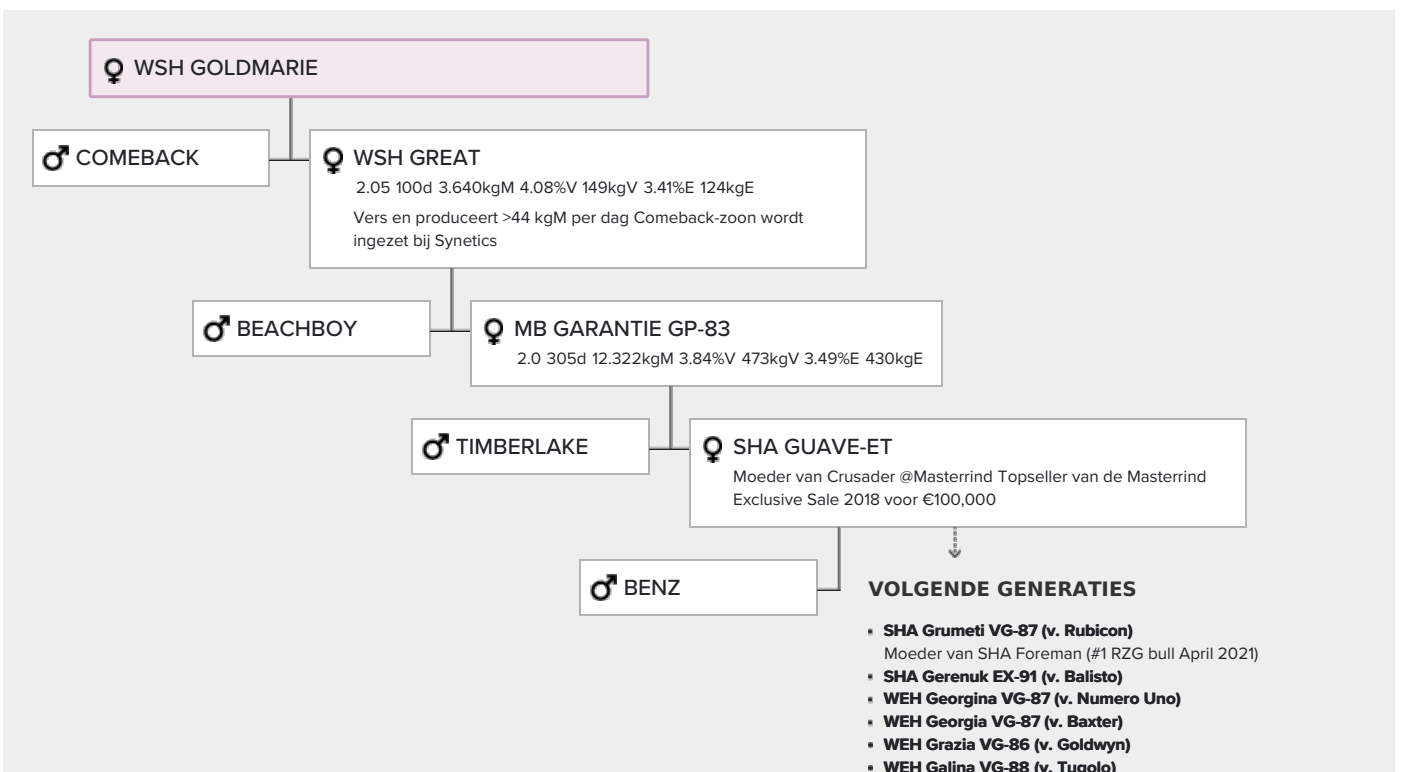 WSH GOLDMARIE
COMEBACK
WSH GREAT
2.05 100d 3.640kgM 4.08%V 149kgV 3.41%E 124kgE
Vers en produceert >44 kgM per dag Comeback-zoon wordt
ingezet bij Synetics
BEACHBOY
MB GARANTIE GP-83
2.0 305d 12.322kgM 3.84%V 473kgV 3.49%E 430kgE
TIMBERLAKE
SHA GUAVE-ET
Moeder van Crusader @Masterrind Topseller van de Masterrind
Exclusive Sale 2018 voor €100,000
BENZ
VOLGENDE GENERATIES
SHA Grumeti VG-87 (v. Rubicon)
Moeder van SHA Foreman (#1 RZG bull April 2021)
SHA Gerenuk EX-91 (v. Balisto)
WEH Georgina VG-87 (v. Numero Uno)
WEH Georgia VG-87 (v. Baxter)
WEH Grazia VG-86 (v. Goldwyn)
WEH Galina VG-88 (v. Tugolo)